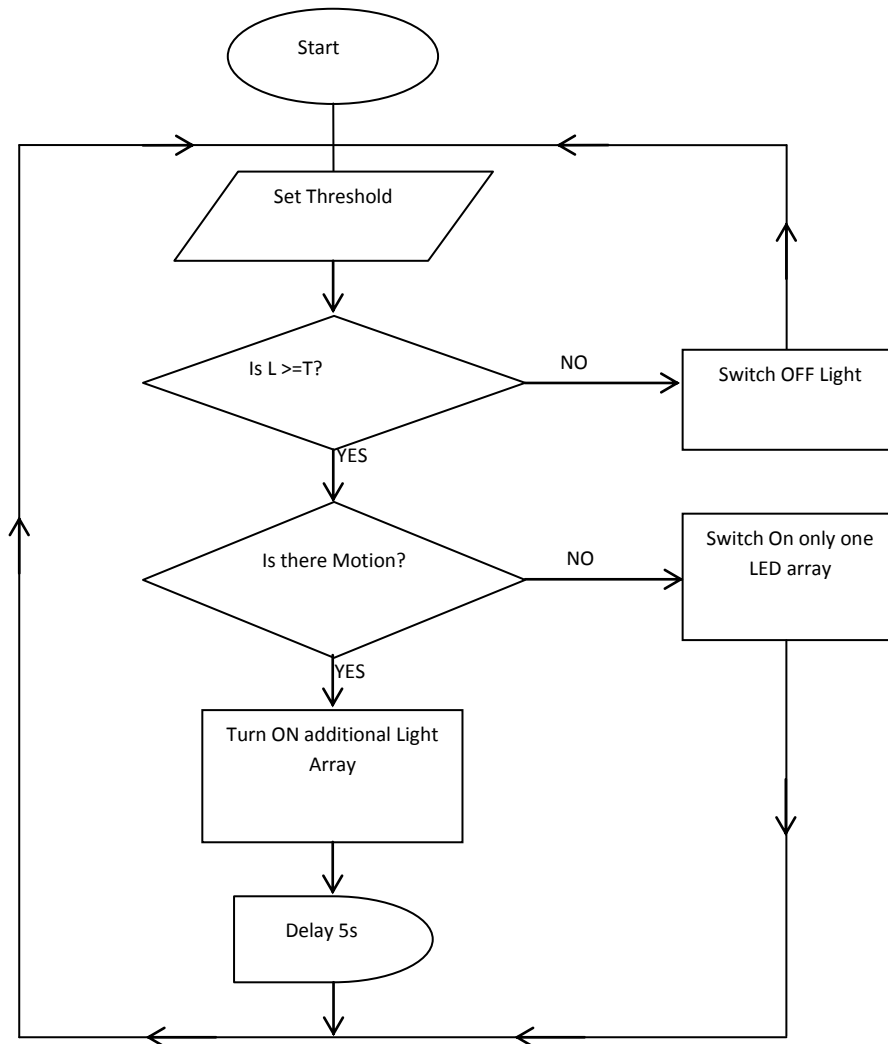 Start
Set Threshold
Is L >=T?
NO
Switch OFF Light
YES
Is there Motion?
NO
Switch On only one
LED array
YES
Turn ON additional Light
Array
Delay 5s